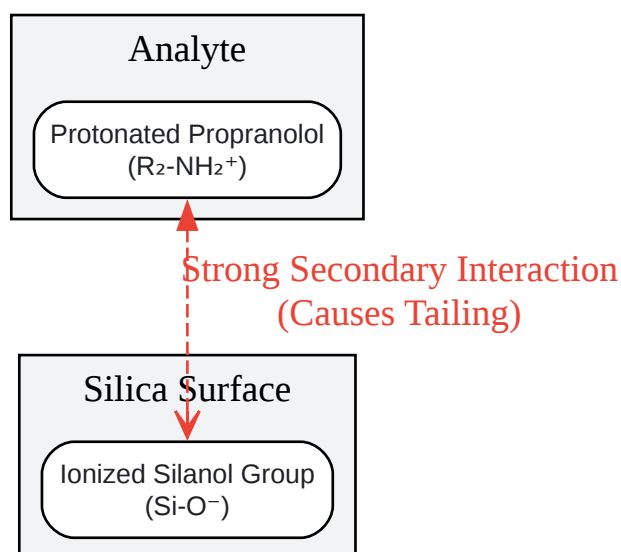 Analyte
Protonated Propranolol
(R₂-NH₂⁺)
Strong Secondary Interaction
(Causes Tailing)
Silica Surface
Ionized Silanol Group
(Si-O⁻)